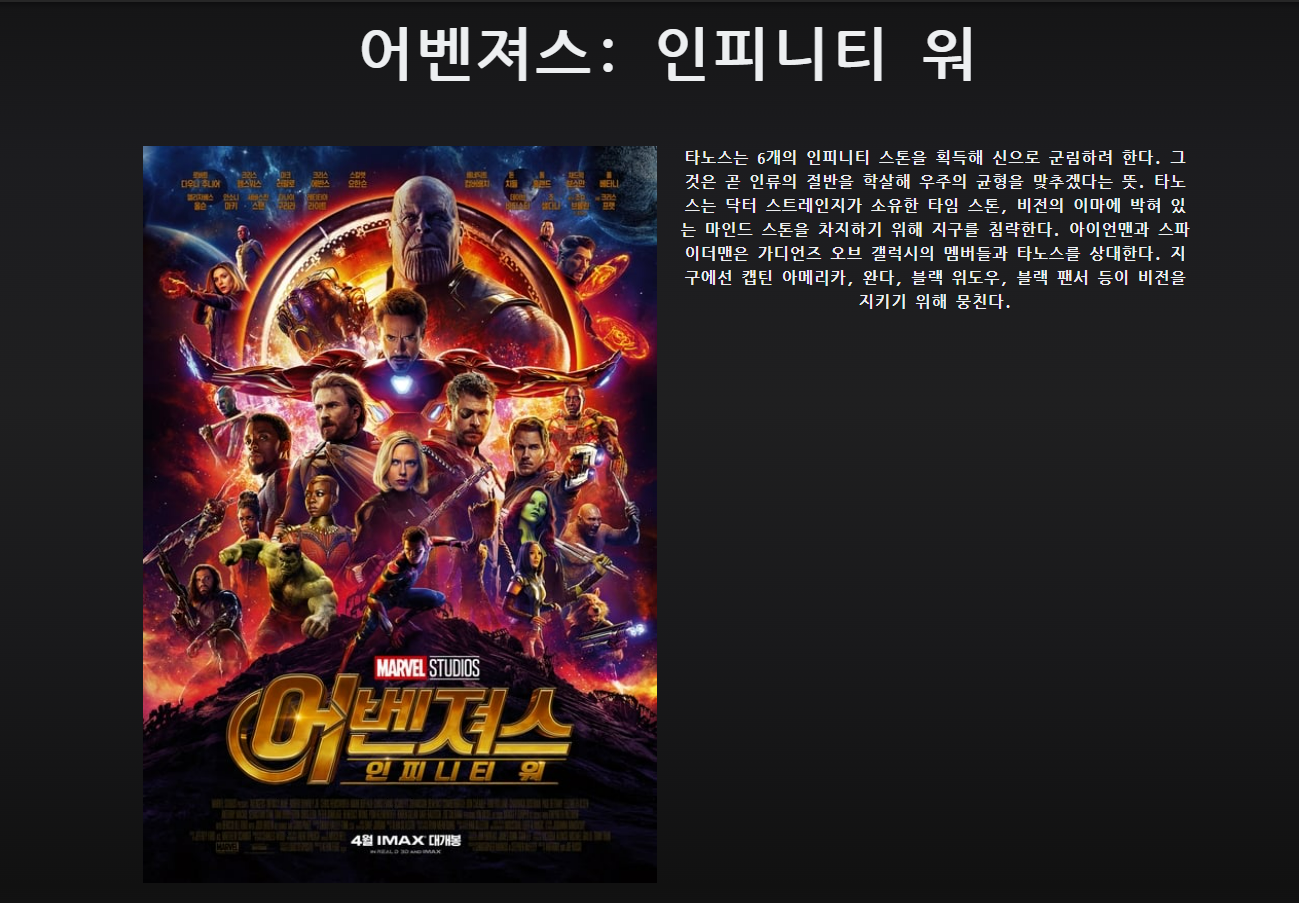 어벤져스: 인피니티 워
타노스는 6개의 인피니티 스톤을 획득해 신으로 군림하려 한다. 그
것은 곧 인류의 절반을 학살해 우주의 균형을 맞추겠다는 뜻. 타노
스는 닥터 스트레인지가 소유한 타임 스톤, 비전의 이마에 박혀 있
는 마인드 스톤을 차지하기 위해 지구를 침략한다. 아이언맨과 스파
이더맨은 가디언즈 오브 갤럭시의 멤버들과 타노스를 상대한다. 지
구에선 캡틴 아메리카, 완다, 블랙 위도우, 블랙 팬서 등이 비전을
지키기 위해 뭉친다.
MARVEL STUDIOS
어벤져스
인피니티 워
4월 IMAX 대개봉
IN REAL D 3D AND IMAX